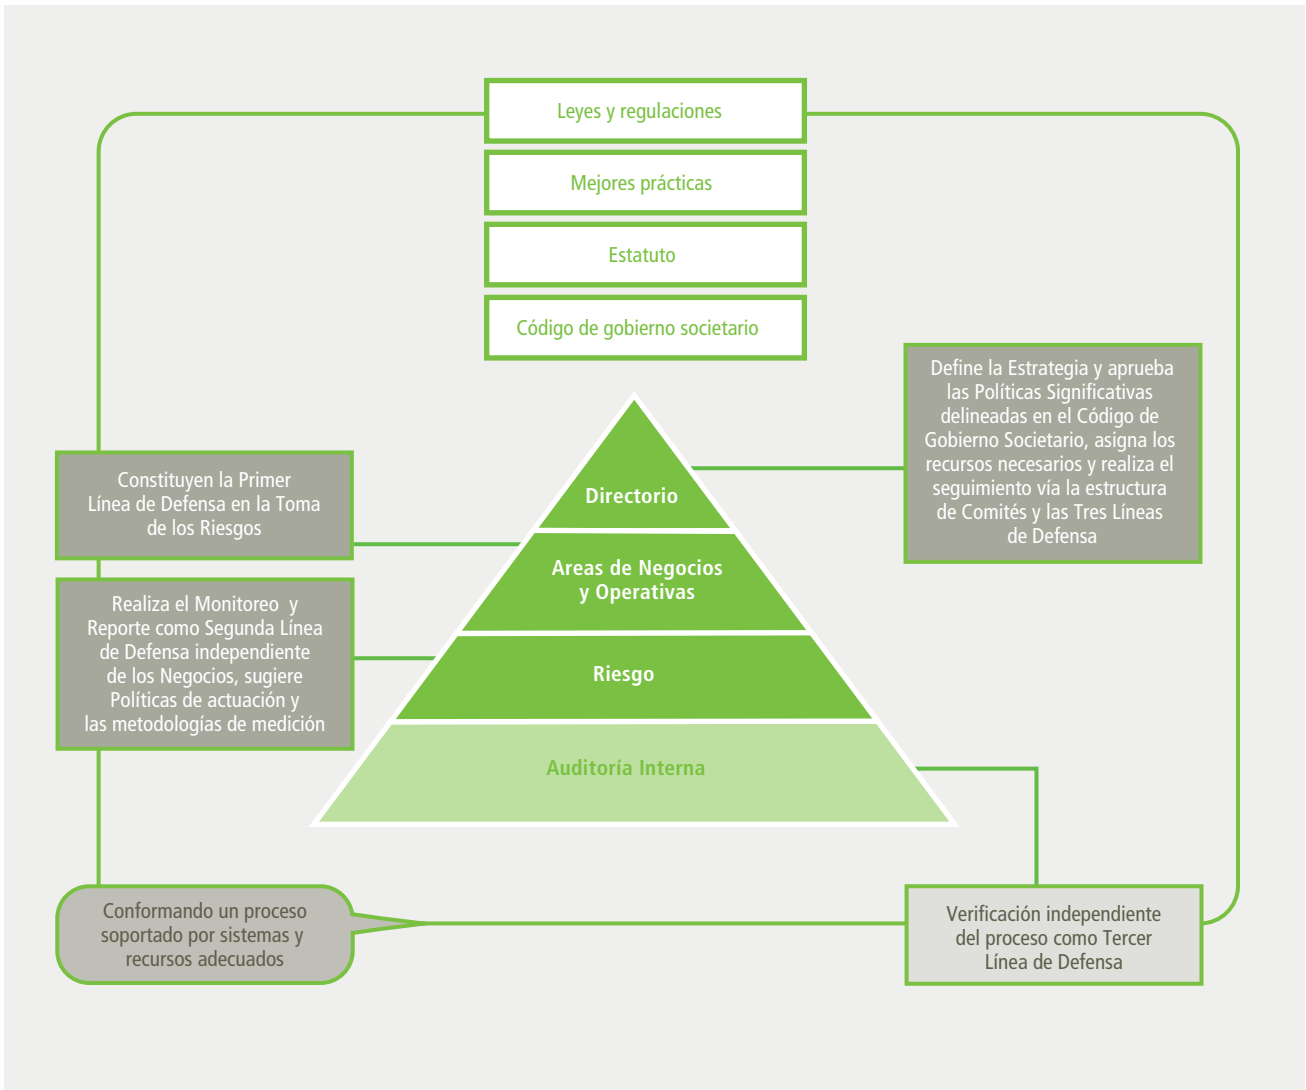 Leyes y regulaciones
Mejores prácticas
Estatuto
Código de gobierno societario
Define la Estrategia y aprueba
las Políticas Significativas
delineadas en el Código de
Gobierno Societario, asigna los
recursos necesarios y realiza el
seguimiento vía la estructura
de Comités y las Tres Líneas
de Defensa
Constituyen la Primer
Línea de Defensa en la Toma
de los Riesgos
Directorio
Areas de Negocios
y Operativas
Realiza el Monitoreo y
Reporte como Segunda Línea
de Defensa independiente
de los Negocios, sugiere
Políticas de actuación y
las metodologías de medición
Riesgo
Auditoría Interna
Conformando un proceso
soportado por sistemas y
recursos adecuados
Verificación independiente
del proceso como Tercer
Línea de Defensa